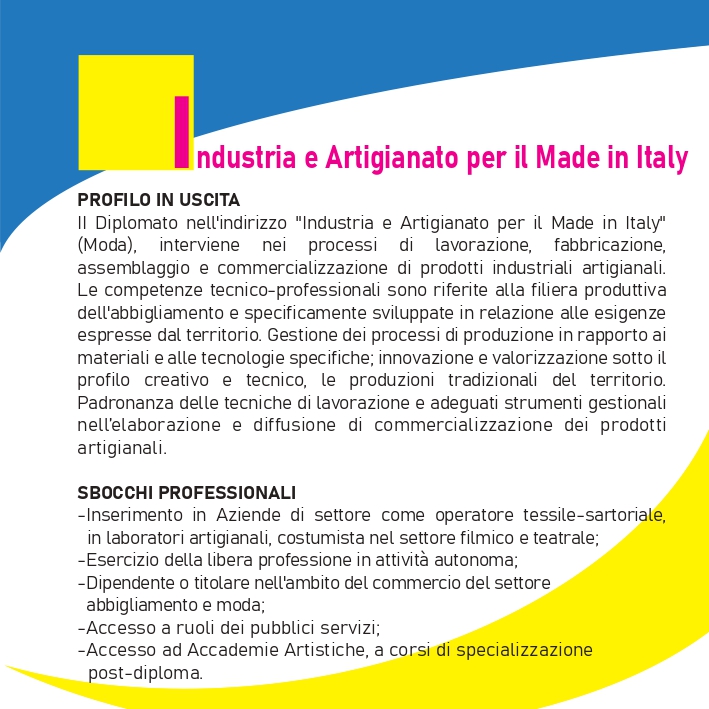 Industria e Artigianato per il Made in Italy
PROFILO IN USCITA
Il Diplomato nell'indirizzo "Industria e Artigianato per il Made in Italy"
(Moda), interviene nei processi di lavorazione, fabbricazione,
assemblaggio e commercializzazione di prodotti industriali artigianali.
Le competenze tecnico-professionali sono riferite alla filiera produttiva
dell'abbigliamento e specificamente sviluppate in relazione alle esigenze
espresse dal territorio. Gestione dei processi di produzione in rapporto ai
materiali e alle tecnologie specifiche; innovazione e valorizzazione sotto il
profilo creativo e tecnico, le produzioni tradizionali del territorio.
Padronanza delle tecniche di lavorazione e adeguati strumenti gestionali
nell'elaborazione e diffusione di commercializzazione dei prodotti
artigianali.
SBOCCHI PROFESSIONALI
-Inserimento in Aziende di settore come operatore tessile-sartoriale,
in laboratori artigianali, costumista nel settore filmico e teatrale;
-Esercizio della libera professione in attività autonoma;
-Dipendente o titolare nell'ambito del commercio del settore
abbigliamento e moda;
-Accesso a ruoli dei pubblici servizi;
-Accesso ad Accademie Artistiche, a corsi di specializzazione
post-diploma.